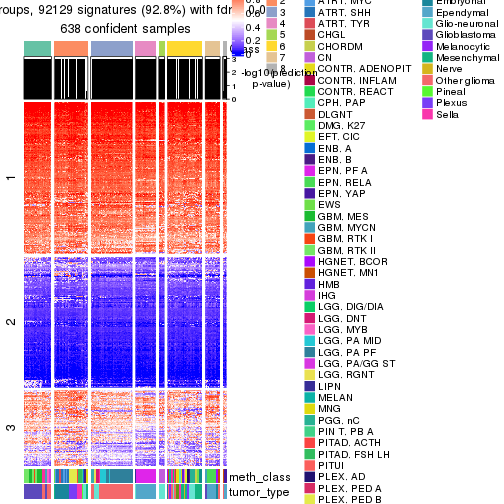 roups, 92129 signatures (92.8%) with fd
638 confident samples
0.8
0.6
0.4
0.2
0
class
2
3
4
5
6
7
8
3
2
1
0
-log10(prediction
p-value)
1
2
3
meth_class
tumor_type
ATRT. MYC
ATRT. SHH
ATRT. TYR
CHGL
CHORDM
CN
CONTR. ADENOPIT
CONTR. INFLAM
CONTR. REACT
CPH. PAP
DLGNT
DMG. K27
EFT. CIC
ENB. A
ENB. B
EPN. PF A
EPN. RELA
EPN. YAP
EWS
GBM. MES
GBM. MYCN
GBM. RTK I
GBM. RTK II
HGNET. BCOR
HGNET. MN1
HMB
IHG
LGG. DIG/DIA
LGG. DNT
LGG. MYB
LGG. PA MID
LGG. PA PF
LGG. PA/GG ST
LGG. RGNT
LIPN
MELAN
MNG
PGG. nC
PIN T. PB A
PITAD. ACTH
PITAD. FSH LH
PITUI
PLEX. AD
PLEX. PED A
PLEX. PED B
Embryonal
Ependymal
Glio-neuronal
Glioblastoma
Melanocytic
Mesenchymal
Nerve
Other glioma
Pineal
Plexus
Sella